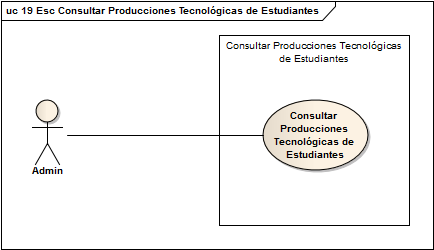 uc 19 Esc Consultar Producciones Tecnológicas de Estudiantes
Consultar Producciones Tecnológicas
de Estudiantes
Consultar
Producciones
Tecnológicas de
Estudiantes
Admin